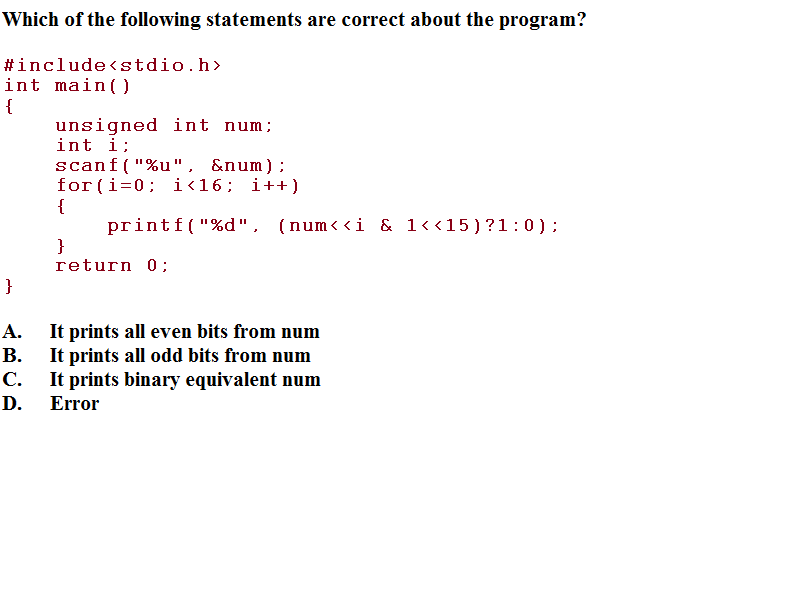 Which of the following statements are correct about the program?
#include<stdio.h>
int main()
{
    unsigned int num;
    int i;
    scanf("%u", &num);
    for(i=0; i<16; i++)
    {
        printf("%d", (num<<i & 1<<15)?1:0);
    }
    return 0;
}
A. It prints all even bits from num
B. It prints all odd bits from num
C. It prints binary equivalent num
D. Error